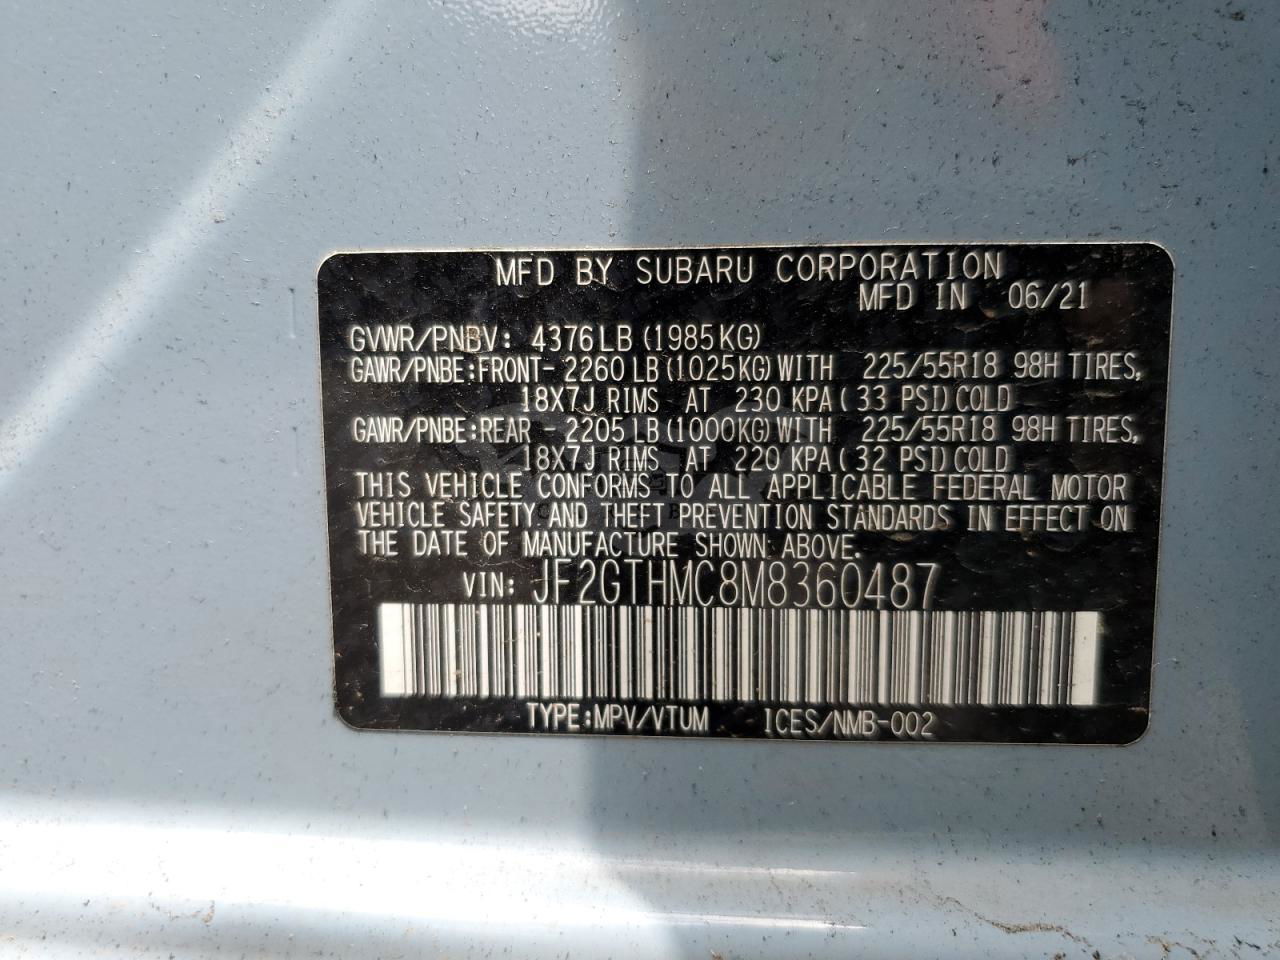 MFD BY SUBARU CORPORATION
MFD IN 06/21
GVWR/PNBV: 4376LB (1985KG)
GAWR/PNBE:FRONT- 2260 LB (1025KG) WITH 225/55R18 98H TIRES,
18X7J RIMS AT 230 KPA (33 PSI) COLD
GAWR/PNBE:REAR - 2205 LB (1000KG) WITH 225/55R18 98H TIRES,
18X7J RIMS AT 220 KPA (32 PSI) COLD
THIS VEHICLE CONFORMS TO ALL APPLICABLE FEDERAL MOTOR
VEHICLE SAFETY AND THEFT PREVENTION STANDARDS IN EFFECT ON
THE DATE OF MANUFACTURE SHOWN ABOVE.
VIN: JF2GTHMC8M8360487
TYPE:MPV/VTUM ICES/NMB-002